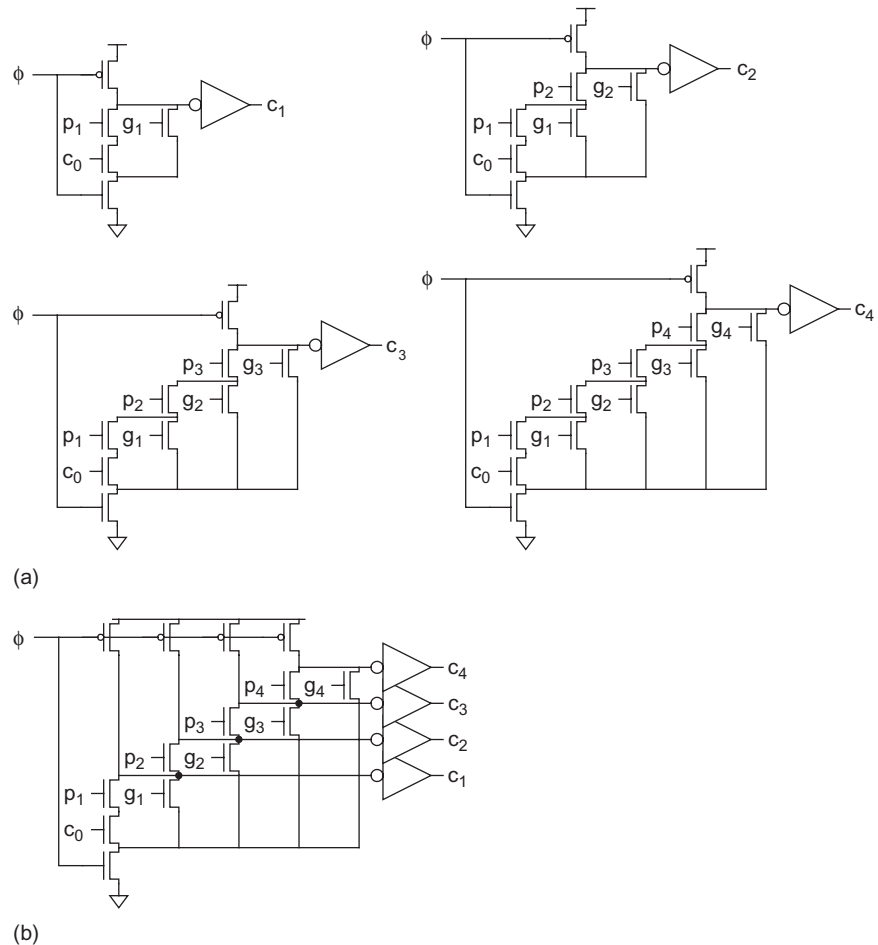 ϕ
p₁
g₁
c₀
c₁
ϕ
p₂
g₂
p₁
g₁
c₀
c₂
ϕ
p₃
g₃
p₂
g₂
p₁
g₁
c₀
c₃
ϕ
p₄
g₄
p₃
g₃
p₂
g₂
p₁
g₁
c₀
c₄
(a)
ϕ
c₄
p₄
g₄
c₃
p₃
g₃
c₂
p₂
g₂
c₁
p₁
g₁
c₀
(b)